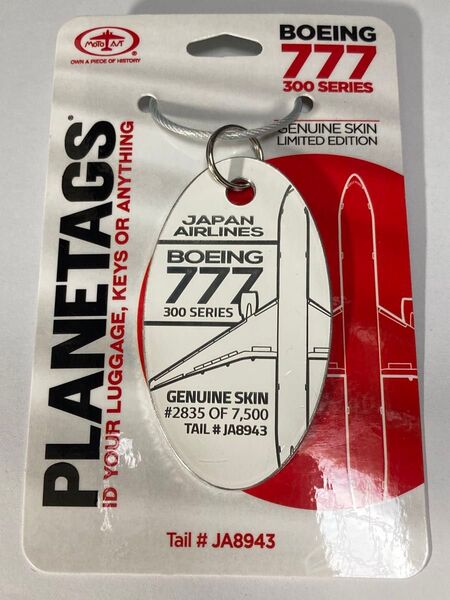 MotoArt
®
OWN A PIECE OF HISTORY
BOEING
777
300 SERIES
GENUINE SKIN
LIMITED EDITION
PLANETAGS®
ID YOUR LUGGAGE, KEYS OR ANYTHING
JAPAN
AIRLINES
BOEING
777
300 SERIES
GENUINE SKIN
#2835 OF 7,500
TAIL # JA8943
Tail # JA8943